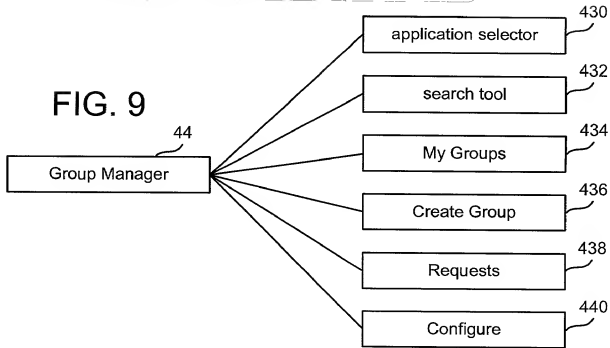 430
application selector
432
search tool
FIG. 9
434
44
My Groups
Group Manager
436
Create Group
438
Requests
440
Configure